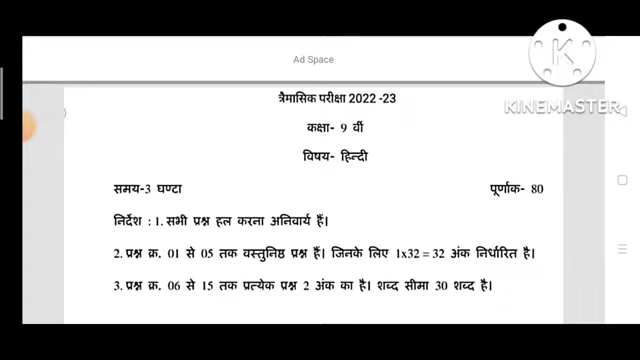 Ad Space
KINEMASTER
त्रैमासिक परीक्षा 2022 -23
कक्षा- 9 वीं
विषय- हिन्दी
समय-3 घण्टा पूर्णाक- 80
निर्देश : 1. सभी प्रश्न हल करना अनिवार्य हैं।
2. प्रश्न क्र. 01 से 05 तक वस्तुनिष्ठ प्रश्न हैं। जिनके लिए 1x32 = 32 अंक निर्धारित है।
3. प्रश्न क्र. 06 से 15 तक प्रत्येक प्रश्न 2 अंक का है। शब्द सीमा 30 शब्द है।